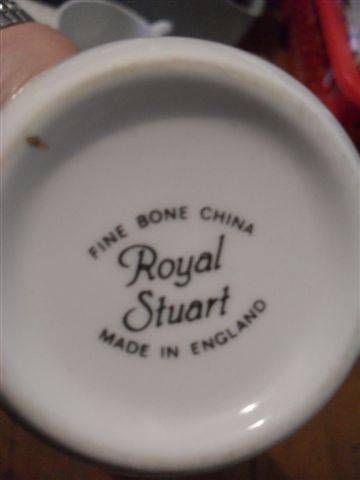 FINE BONE CHINA
Royal
Stuart
MADE IN ENGLAND